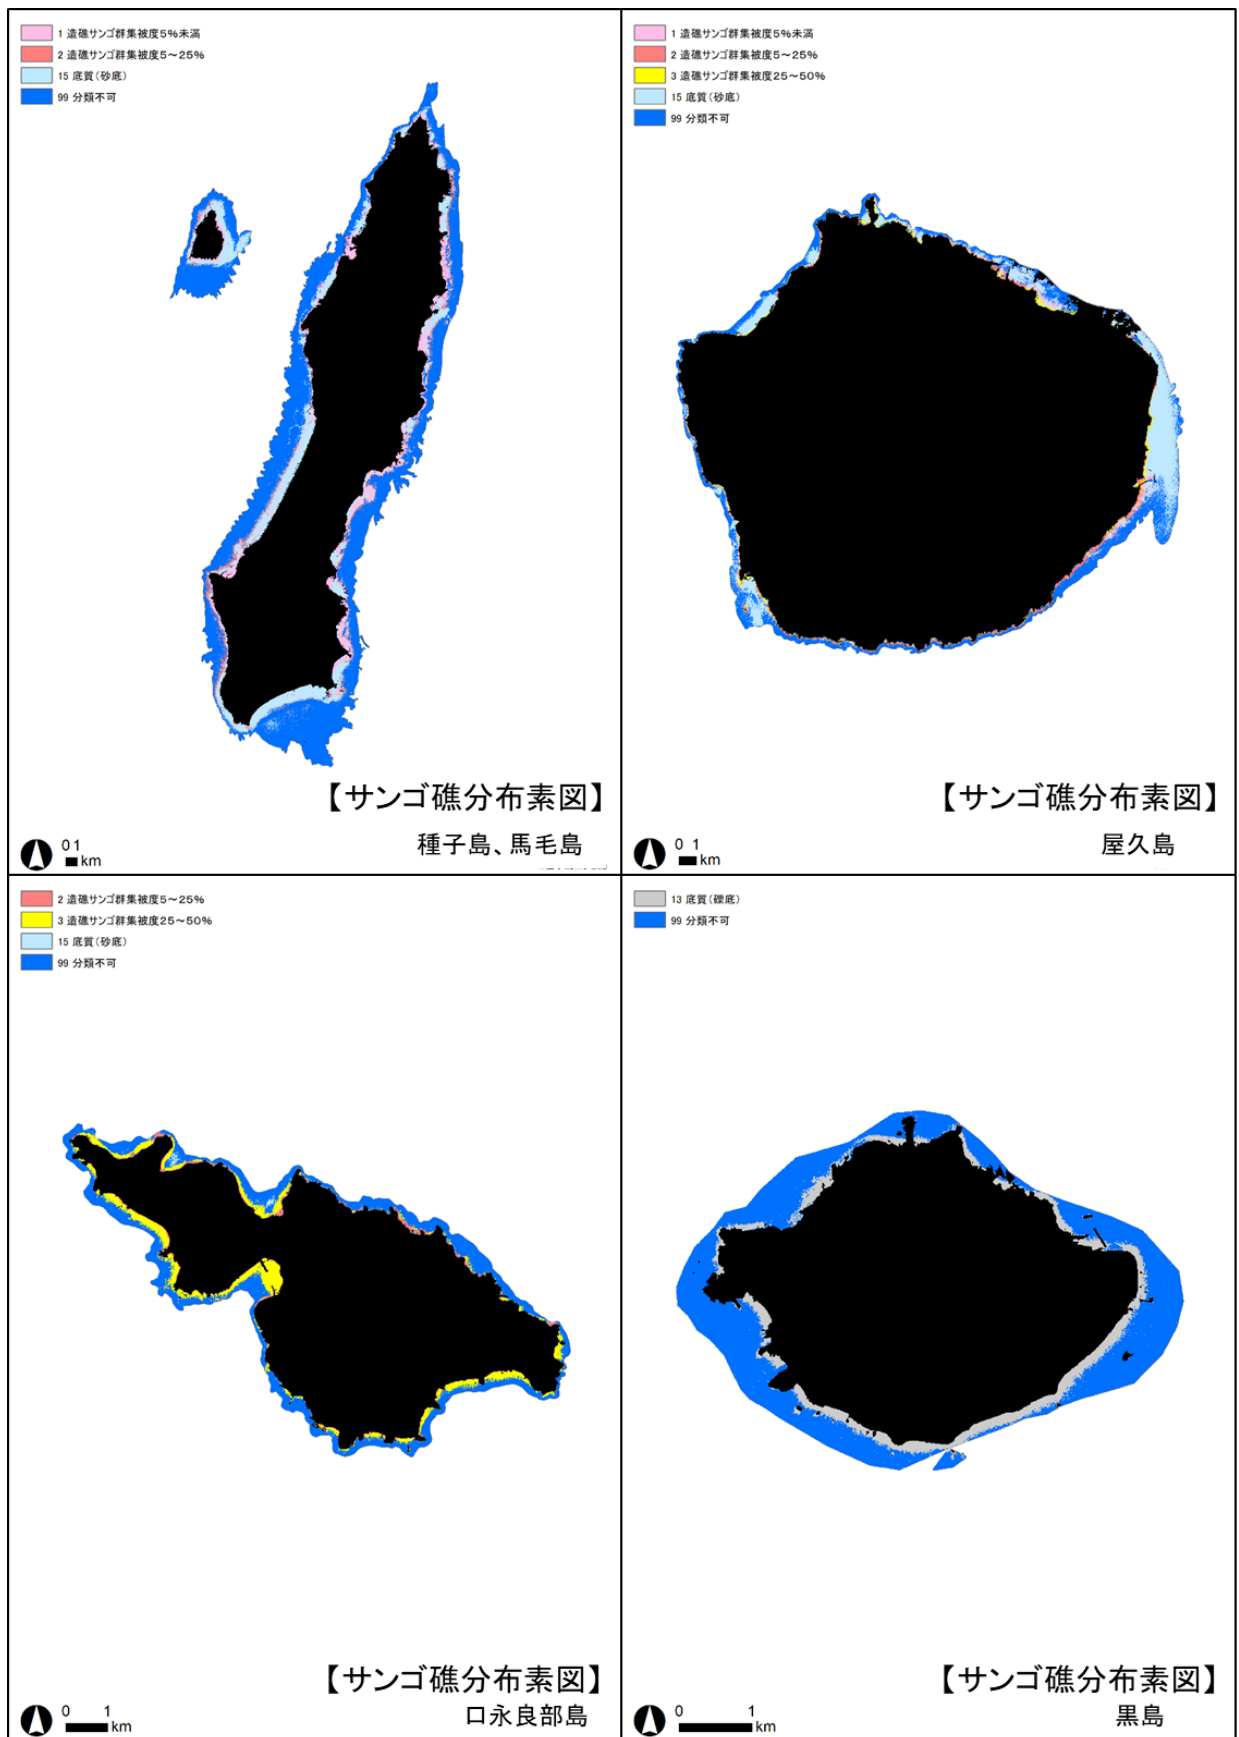 1 造礁サンゴ群集被度5%未満
2 造礁サンゴ群集被度5～25%
15 底質(砂底)
99 分類不可
【サンゴ礁分布素図】
種子島、馬毛島
0 1
km
1 造礁サンゴ群集被度5%未満
2 造礁サンゴ群集被度5～25%
3 造礁サンゴ群集被度25～50%
15 底質(砂底)
99 分類不可
【サンゴ礁分布素図】
屋久島
0 1
km
2 造礁サンゴ群集被度5～25%
3 造礁サンゴ群集被度25～50%
15 底質(砂底)
99 分類不可
【サンゴ礁分布素図】
口永良部島
0 1
km
13 底質(礫底)
99 分類不可
【サンゴ礁分布素図】
黒島
0 1
km